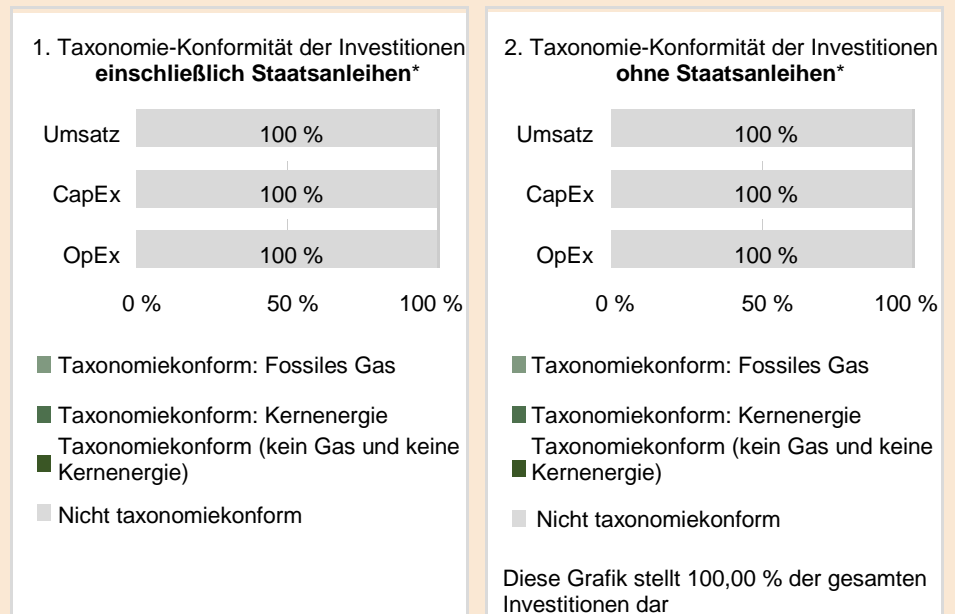 1. Taxonomie-Konformität der Investitionen
einschließlich Staatsanleihen*
Umsatz 100 %
CapEx 100 %
OpEx 100 %
0 % 50 % 100 %
Taxonomiekonform: Fossiles Gas
Taxonomiekonform: Kernenergie
Taxonomiekonform (kein Gas und keine
Kernenergie)
Nicht taxonomiekonform
2. Taxonomie-Konformität der Investitionen
ohne Staatsanleihen*
Umsatz 100 %
CapEx 100 %
OpEx 100 %
0 % 50 % 100 %
Taxonomiekonform: Fossiles Gas
Taxonomiekonform: Kernenergie
Taxonomiekonform (kein Gas und keine
Kernenergie)
Nicht taxonomiekonform
Diese Grafik stellt 100,00 % der gesamten
Investitionen dar